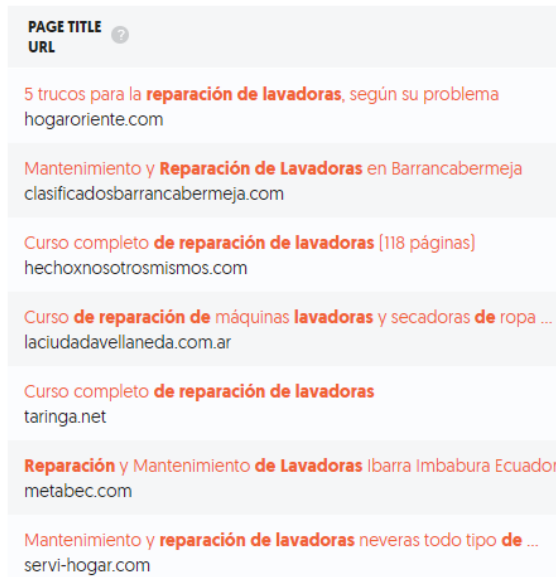 PAGE TITLE
URL
?
5 trucos para la reparación de lavadoras, según su problema
hogaroriente.com
Mantenimiento y Reparación de Lavadoras en Barrancabermeja
clasificadosbarrancabermeja.com
Curso completo de reparación de lavadoras (118 páginas)
hechoxnosotrosmismos.com
Curso de reparación de máquinas lavadoras y secadoras de ropa ...
laciudadavellaneda.com.ar
Curso completo de reparación de lavadoras
taringa.net
Reparación y Mantenimiento de Lavadoras Ibarra Imbabura Ecuador
metabec.com
Mantenimiento y reparación de lavadoras neveras todo tipo de ...
servi-hogar.com